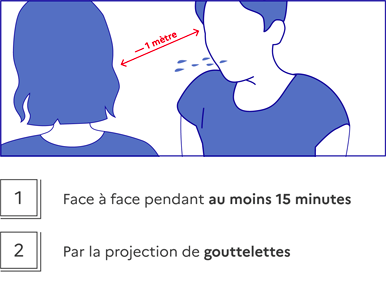 — 1 mètre
1 Face à face pendant au moins 15 minutes
2 Par la projection de gouttelettes